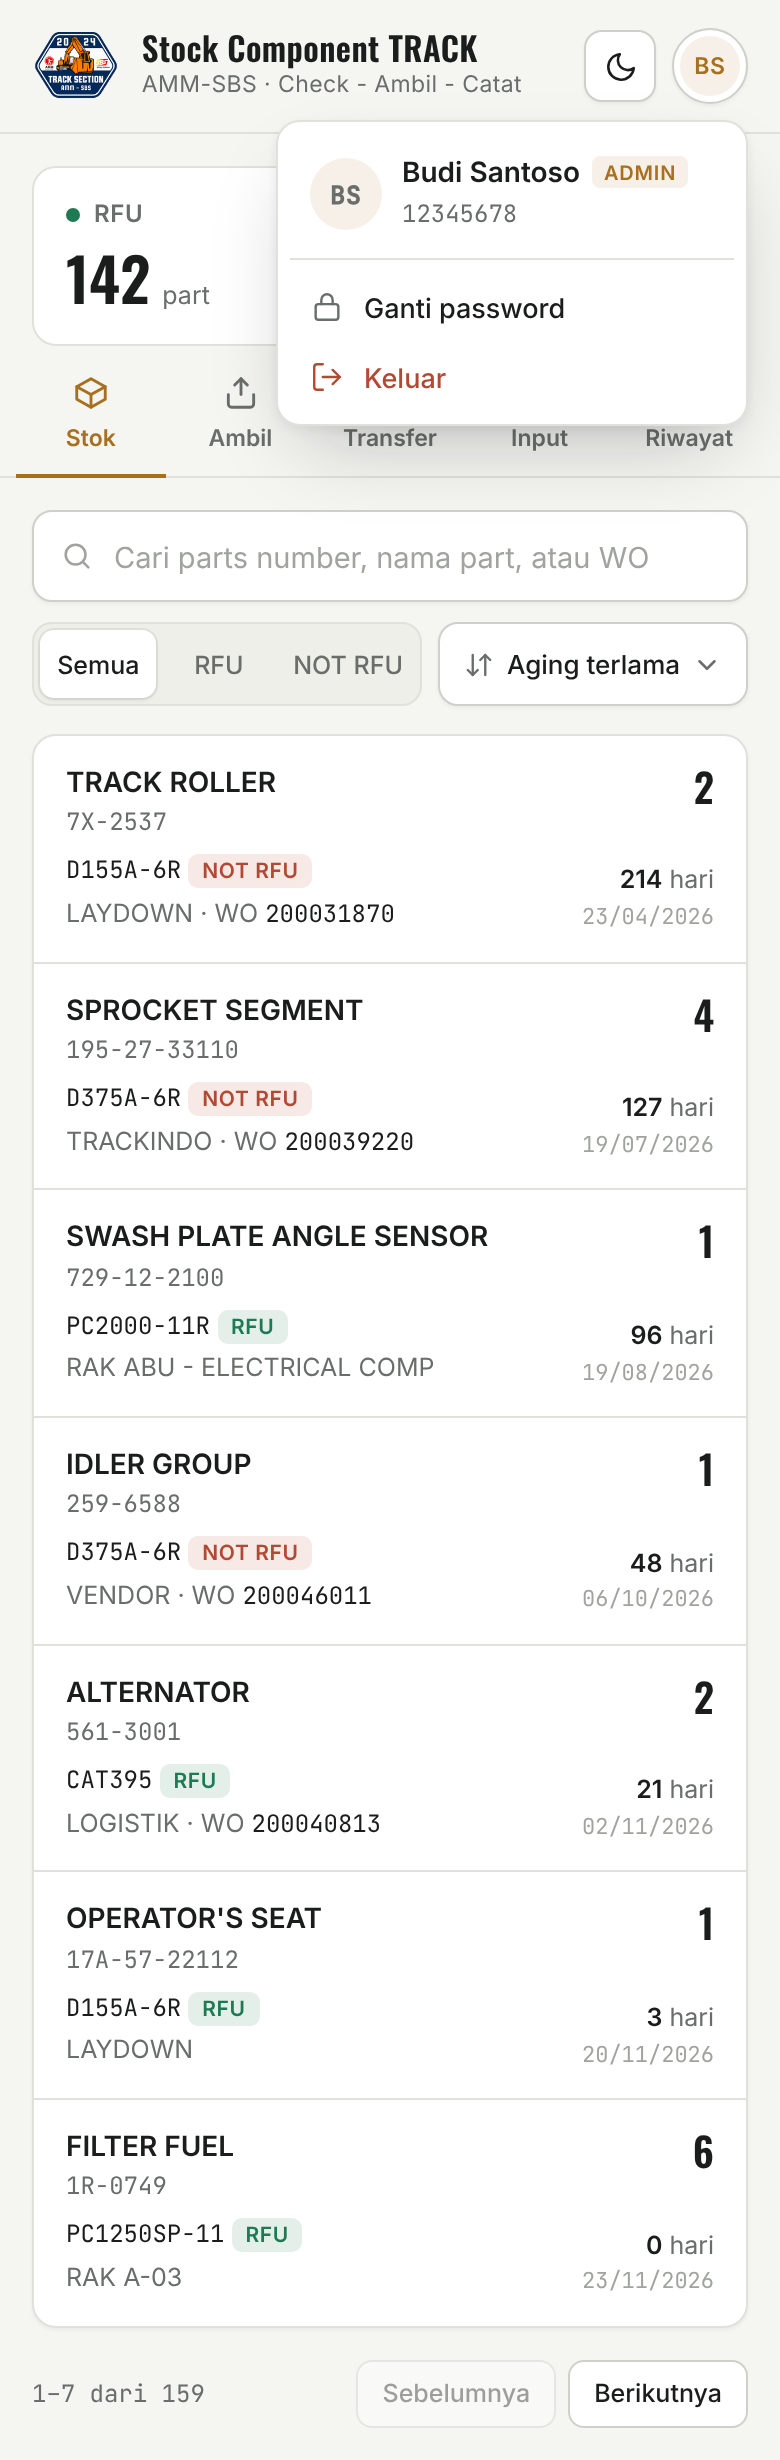 20 24
TRACK SECTION
AMM - SBS
Stock Component TRACK
AMM-SBS · Check - Ambil - Catat
BS
BS
Budi Santoso ADMIN
12345678
Ganti password
Keluar
RFU
142 part
Stok
Ambil
Transfer
Input
Riwayat
Cari parts number, nama part, atau WO
Semua
RFU
NOT RFU
Aging terlama
TRACK ROLLER
2
7X-2537
D155A-6R NOT RFU
214 hari
LAYDOWN · WO 200031870
23/04/2026
SPROCKET SEGMENT
4
195-27-33110
D375A-6R NOT RFU
127 hari
TRACKINDO · WO 200039220
19/07/2026
SWASH PLATE ANGLE SENSOR
1
729-12-2100
PC2000-11R RFU
96 hari
RAK ABU - ELECTRICAL COMP
19/08/2026
IDLER GROUP
1
259-6588
D375A-6R NOT RFU
48 hari
VENDOR · WO 200046011
06/10/2026
ALTERNATOR
2
561-3001
CAT395 RFU
21 hari
LOGISTIK · WO 200040813
02/11/2026
OPERATOR'S SEAT
1
17A-57-22112
D155A-6R RFU
3 hari
LAYDOWN
20/11/2026
FILTER FUEL
6
1R-0749
PC1250SP-11 RFU
0 hari
RAK A-03
23/11/2026
1–7 dari 159
Sebelumnya
Berikutnya